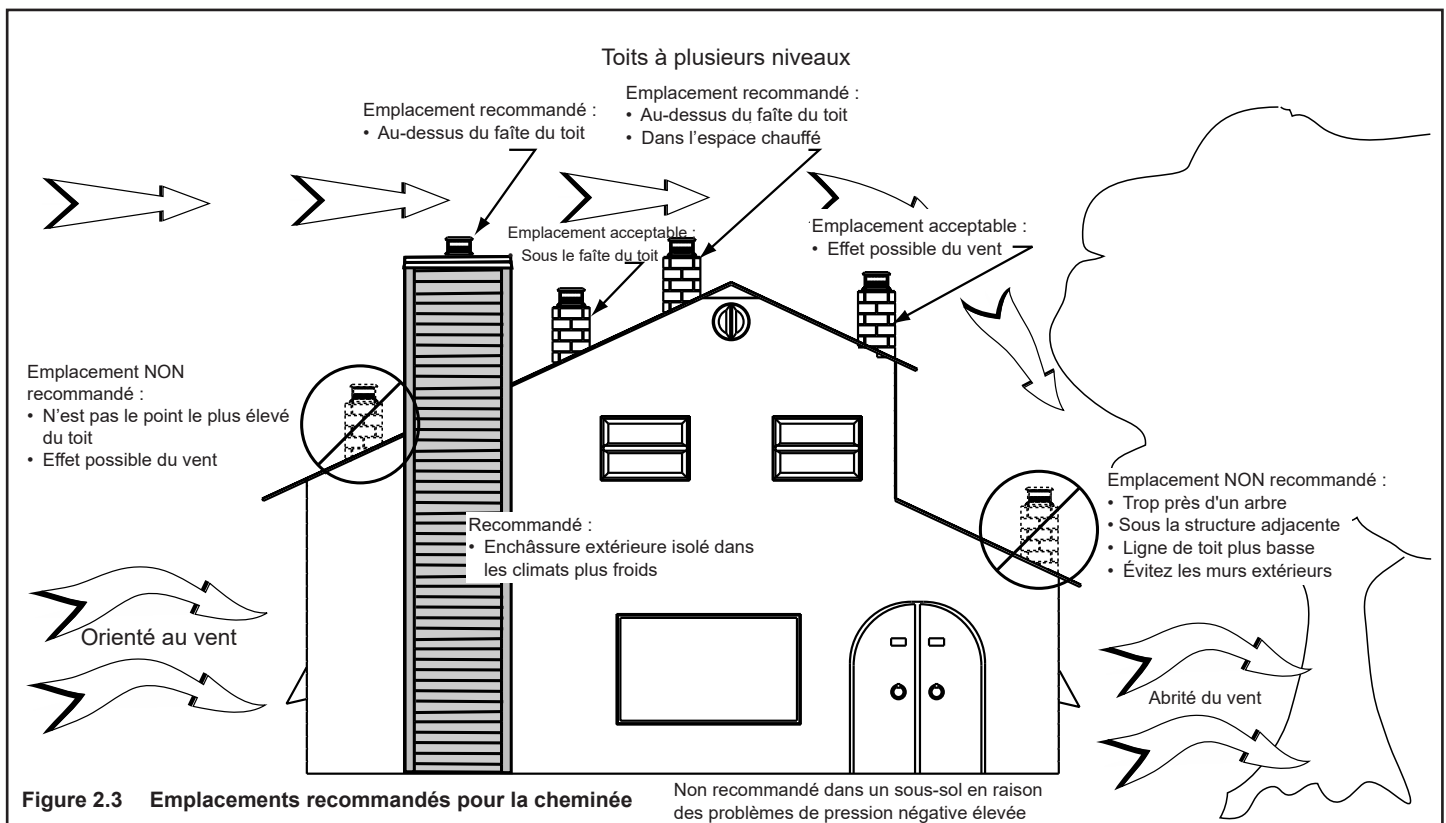 Toits à plusieurs niveaux
Emplacement recommandé :
• Au-dessus du faîte du toit
Emplacement recommandé :
• Au-dessus du faîte du toit
• Dans l'espace chauffé
Emplacement acceptable :
Sous le faîte du toit
Emplacement acceptable :
• Effet possible du vent
Emplacement NON
recommandé :
• N'est pas le point le plus élevé
du toit
• Effet possible du vent
Recommandé :
• Enchâssure extérieure isolé dans
les climats plus froids
Emplacement NON recommandé :
• Trop près d'un arbre
• Sous la structure adjacente
• Ligne de toit plus basse
• Évitez les murs extérieurs
Orienté au vent
Abrité du vent
Figure 2.3 Emplacements recommandés pour la cheminée
Non recommandé dans un sous-sol en raison
des problèmes de pression négative élevée